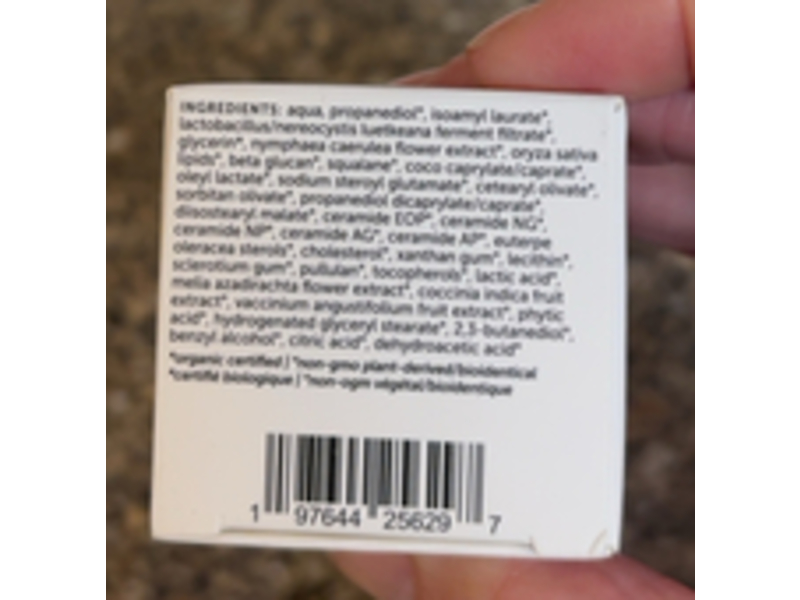 INGREDIENTS: aqua, propanediol*, isoamyl laurate*,
lactobacillus/nereocystis luetkeana ferment filtrate*,
glycerin*, nymphaea caerulea flower extract*, oryza sativa
lipids*, beta glucan*, squalane*, coco caprylate/caprate*,
oleyl lactate*, sodium steroyl glutamate*, cetearyl olivate*,
sorbitan olivate*, propanediol dicaprylate/caprate*
diisostearyl malate*, ceramide EOP*, ceramide NG*,
ceramide NP*, ceramide AG*, ceramide AP*, euterpe
oleracea sterols*, cholesterol*, xanthan gum*, lecithin*,
sclerotium gum*, pullulan*, tocopherols*, lactic acid*,
melia azadirachta flower extract*, coccinia indica fruit
extract*, vaccinium angustifolium fruit extract*, phytic
acid*, hydrogenated glyceryl stearate*, 2,3-butanediol*,
benzyl alcohol*, citric acid*, dehydroacetic acid*
*organic certified | *non-gmo plant-derived/bioidentical
*certifié biologique | *non-ogm végétal/bioidentique
1 97644 25629 7